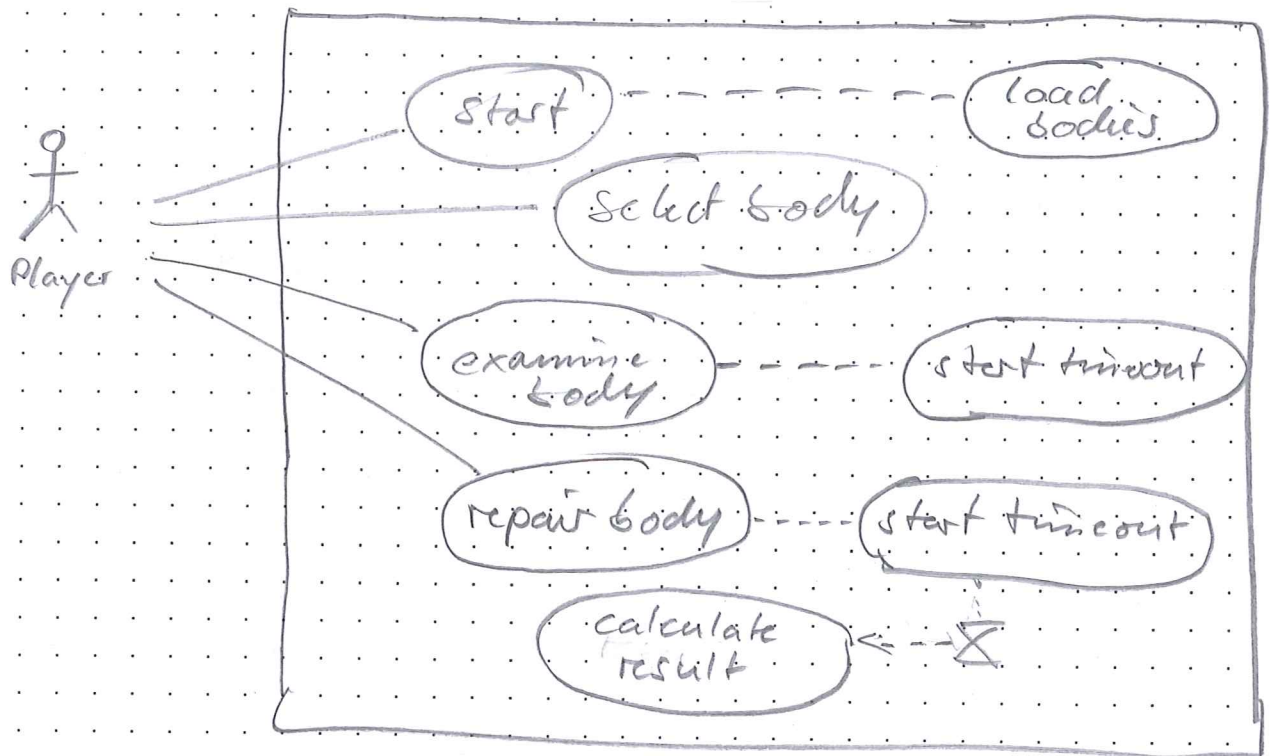 start
load
bodies
select body
Player
examine
body
start timeout
repair body
start timeout
calculate
result